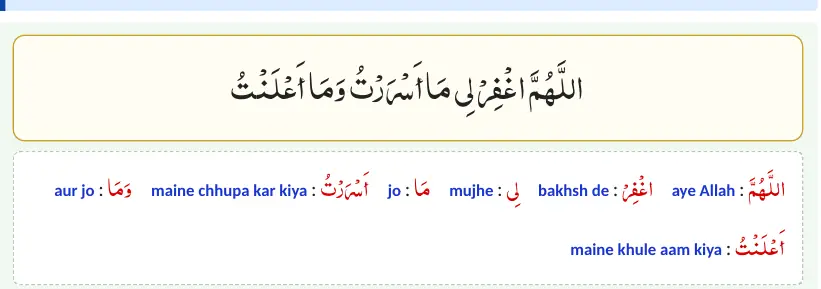 اللَّهُمَّ اغْفِرْ لِي مَا أَسْرَرْتُ وَمَا أَعْلَنْتُ
اللَّهُمَّ : aye Allah اغْفِرْ : bakhsh de لِي : mujhe مَا : jo أَسْرَرْتُ : maine chhupa kar kiya وَمَا : aur jo
أَعْلَنْتُ : maine khule aam kiya